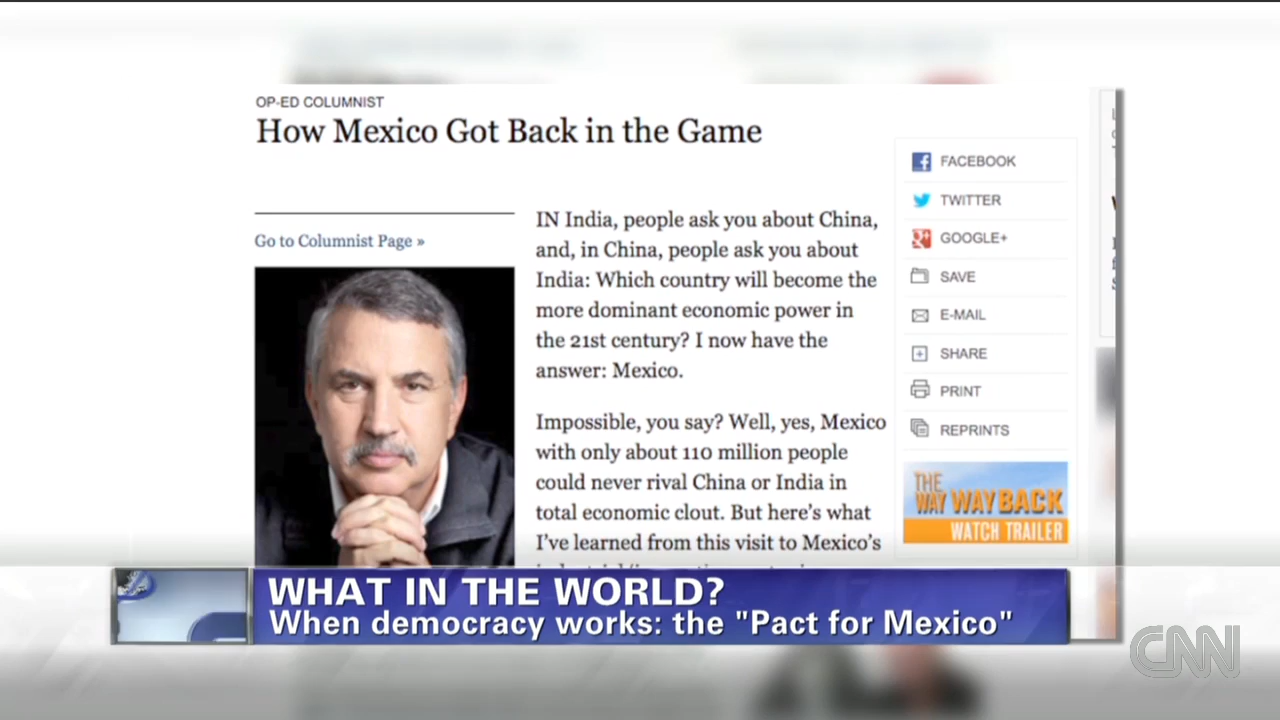 OP-ED COLUMNIST
How Mexico Got Back in the Game
Go to Columnist Page »
IN India, people ask you about China,
and, in China, people ask you about
India: Which country will become the
more dominant economic power in
the 21st century? I now have the
answer: Mexico.
Impossible, you say? Well, yes, Mexico
with only about 110 million people
could never rival China or India in
total economic clout. But here's what
I've learned from this visit to Mexico's
FACEBOOK
TWITTER
GOOGLE+
SAVE
E-MAIL
SHARE
PRINT
REPRINTS
THE
WAY WAY BACK
WATCH TRAILER
WHAT IN THE WORLD?
When democracy works: the "Pact for Mexico"
CNN